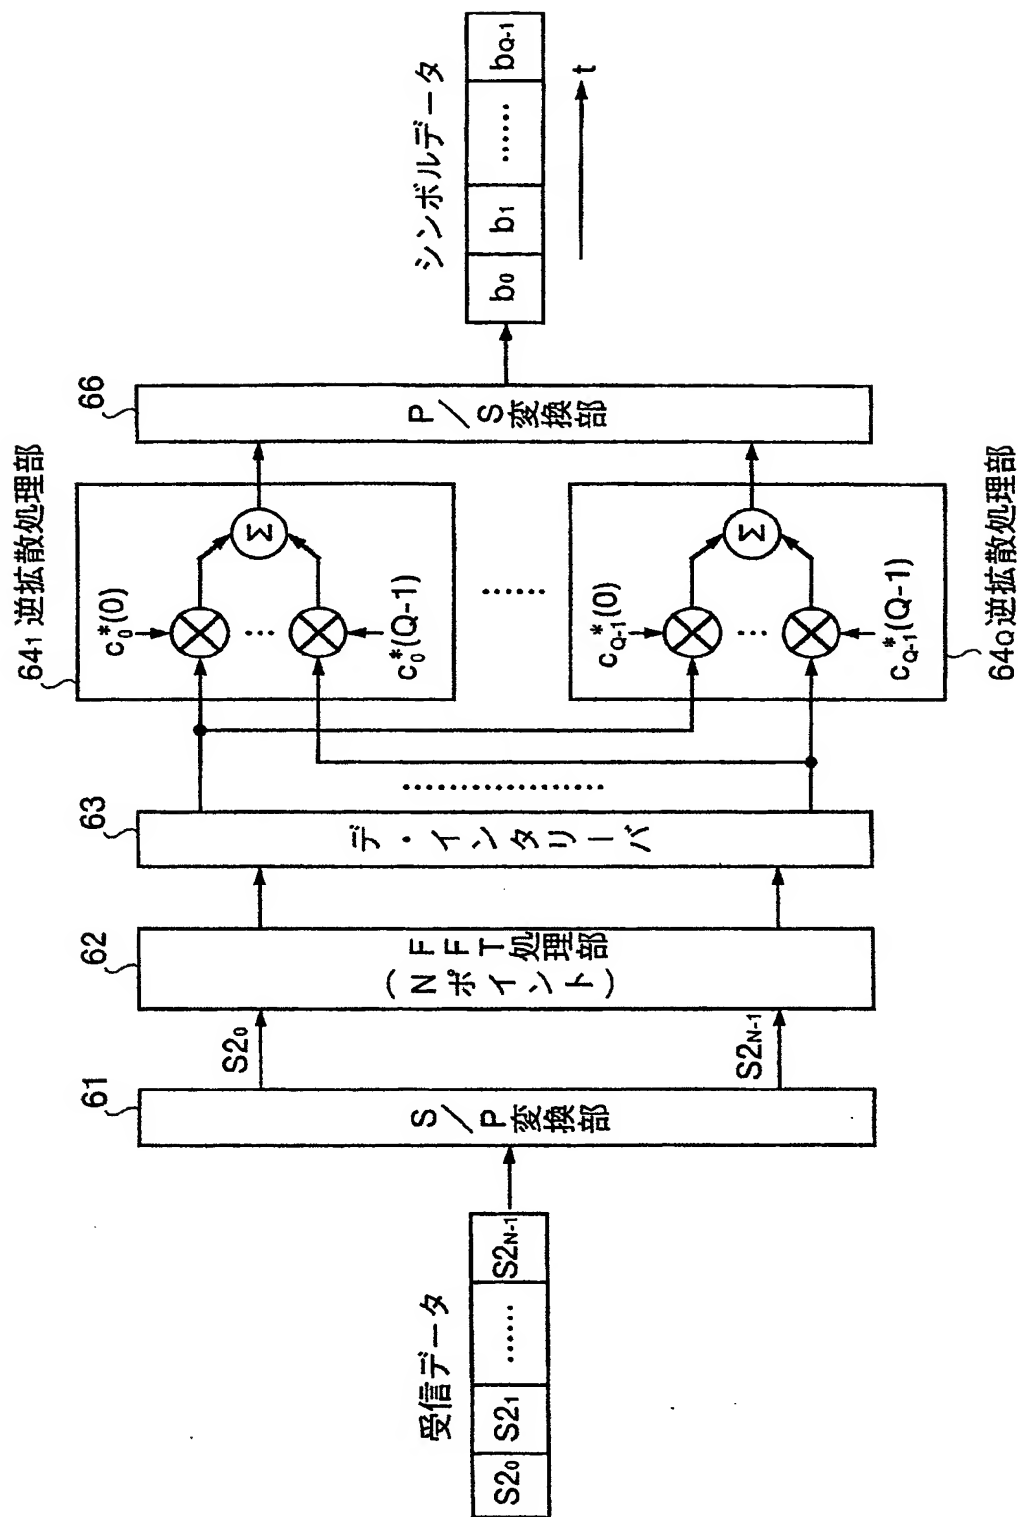 受信データ
S2₀ S2₁ ....... S2N-1
61
S/P変換部
S2₀
S2N-1
62
FFT処理部
(Nポイント)
63
デ・インタリーバ
64₁ 逆拡散処理部
c₀*(0)
c₀*(Q-1)
Σ
64Q 逆拡散処理部
cQ-1*(0)
cQ-1*(Q-1)
Σ
66
P/S変換部
シンボルデータ
b₀ b₁ ....... bQ-1
t